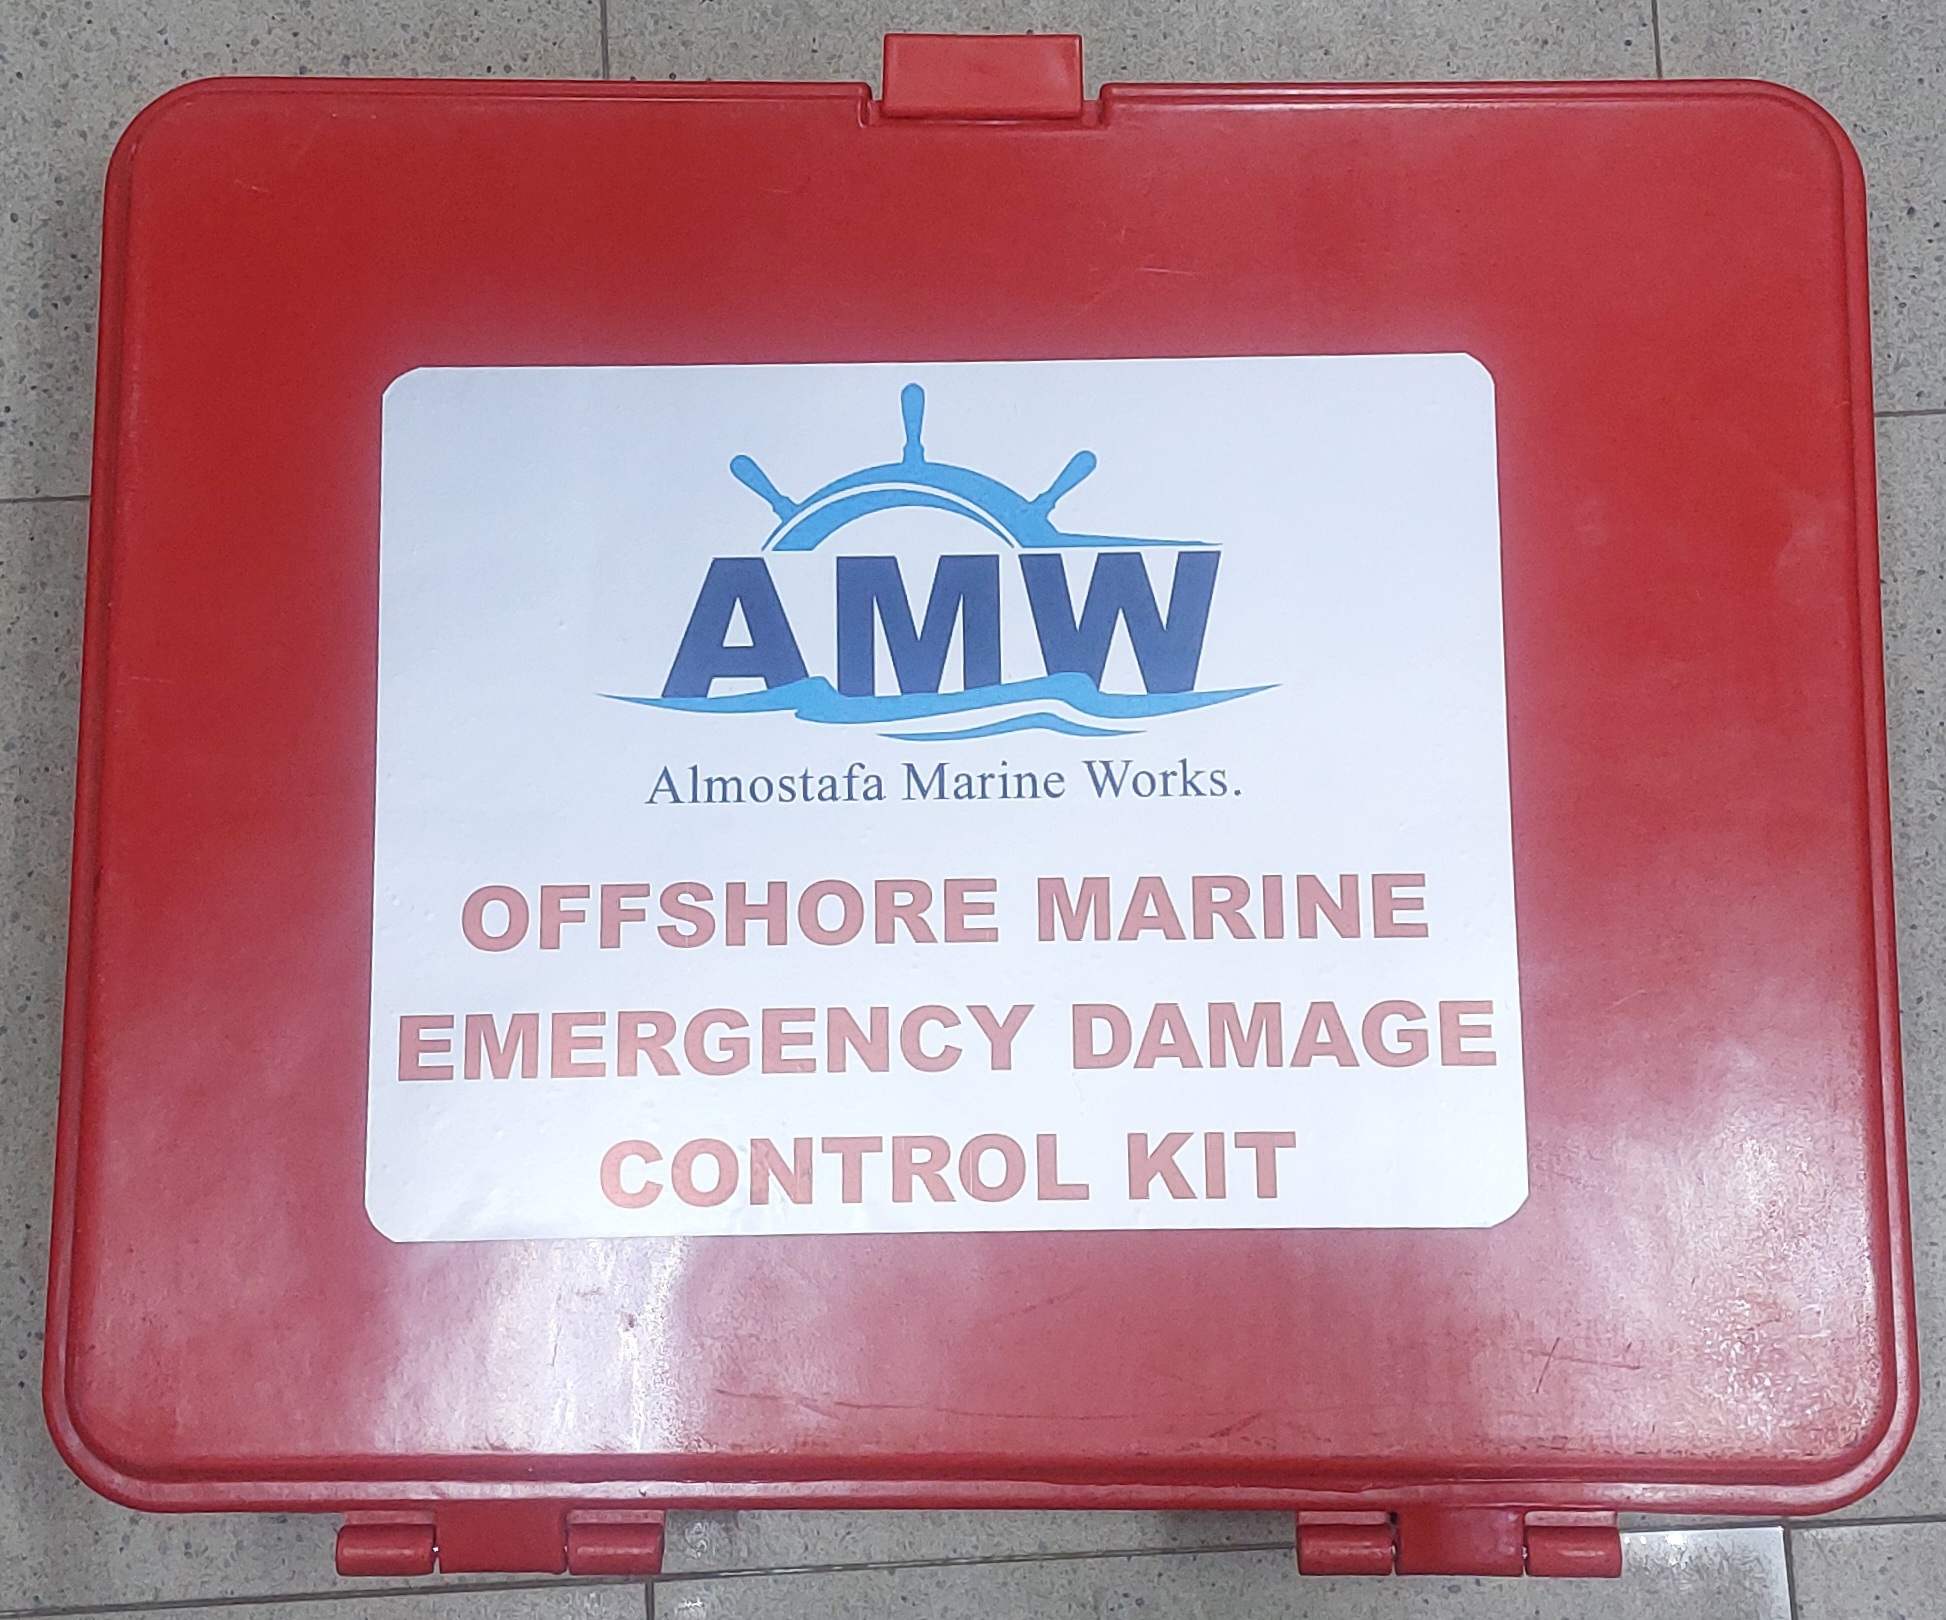 AMW
Almostafa Marine Works.
OFFSHORE MARINE
EMERGENCY DAMAGE
CONTROL KIT